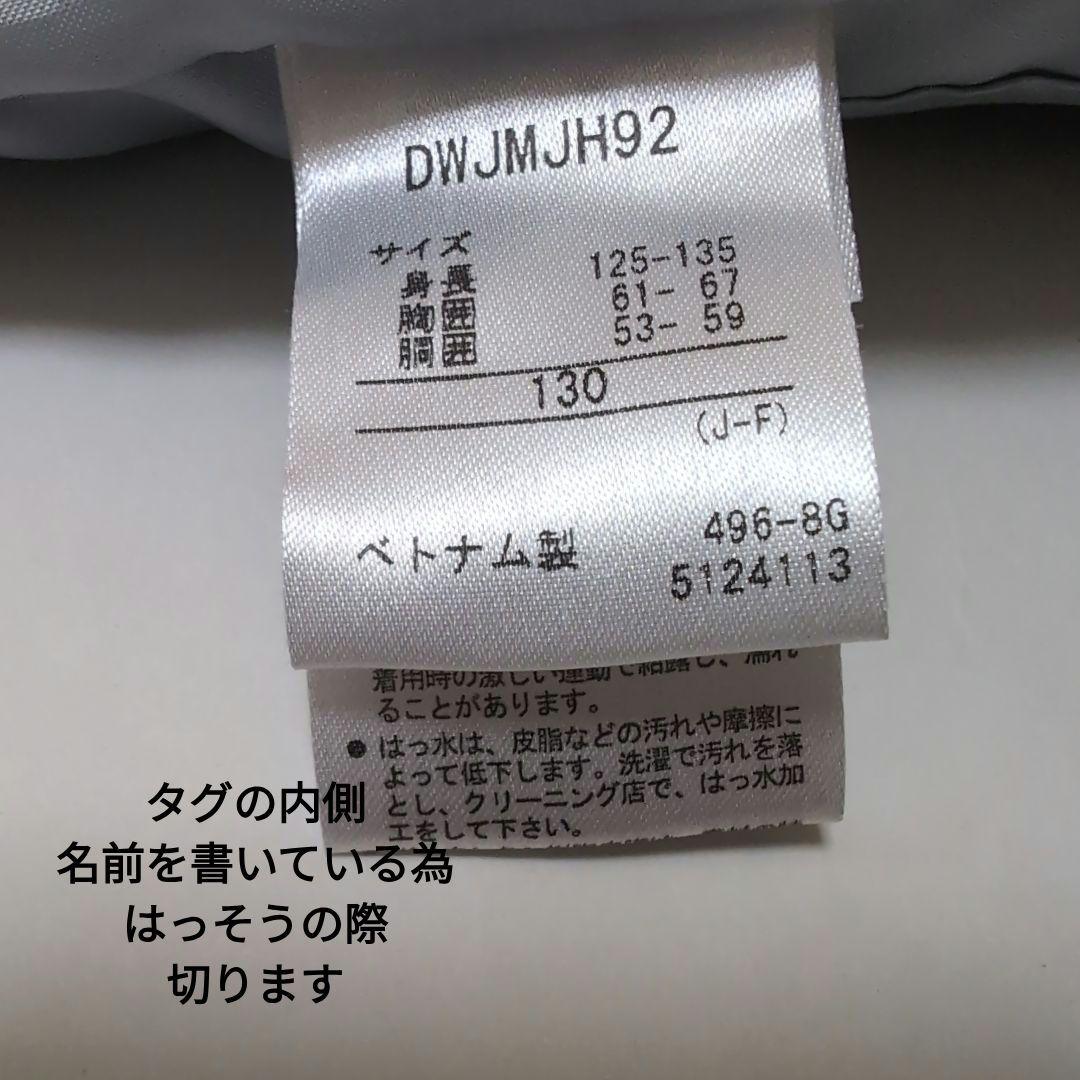 DWJMJH92
サイズ
身長 125-135
胸囲 61- 67
胴囲 53- 59
130
(J-F)
ベトナム製 496-8G
5124113
着用時の激しい運動で結露し、濡れ
ることがあります。
● はっ水は、皮脂などの汚れや摩擦に
よって低下します。洗濯で汚れを落
とし、クリーニング店で、はっ水加
工をして下さい。
タグの内側
名前を書いている為
はっそうの際
切ります